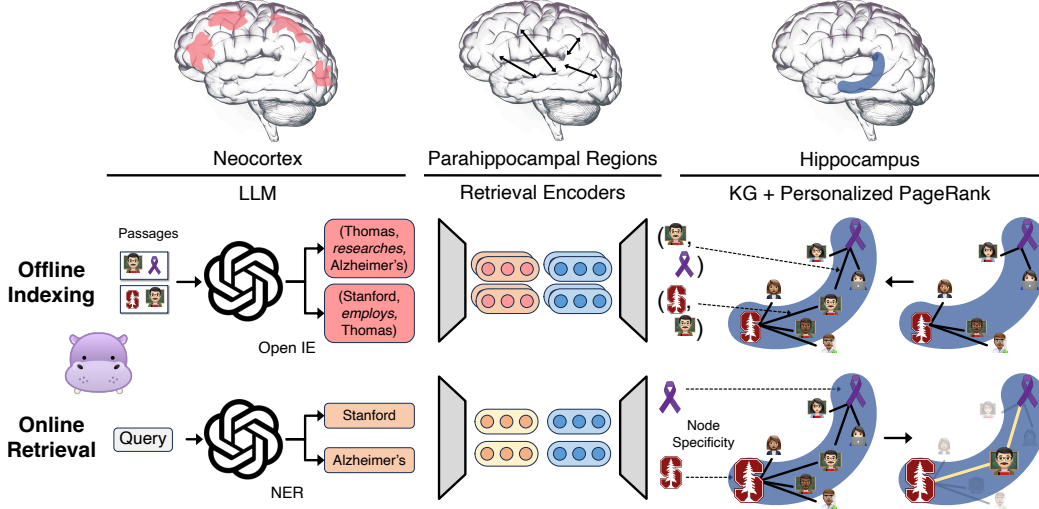 Neocortex
Parahippocampal Regions
Hippocampus
LLM
Retrieval Encoders
KG + Personalized PageRank
Offline
Indexing
Passages
(Thomas,
researches,
Alzheimer's)
(Stanford,
employs,
Thomas)
Open IE
( , )
( , )
Online
Retrieval
Query
Stanford
Alzheimer's
NER
Node
Specificity